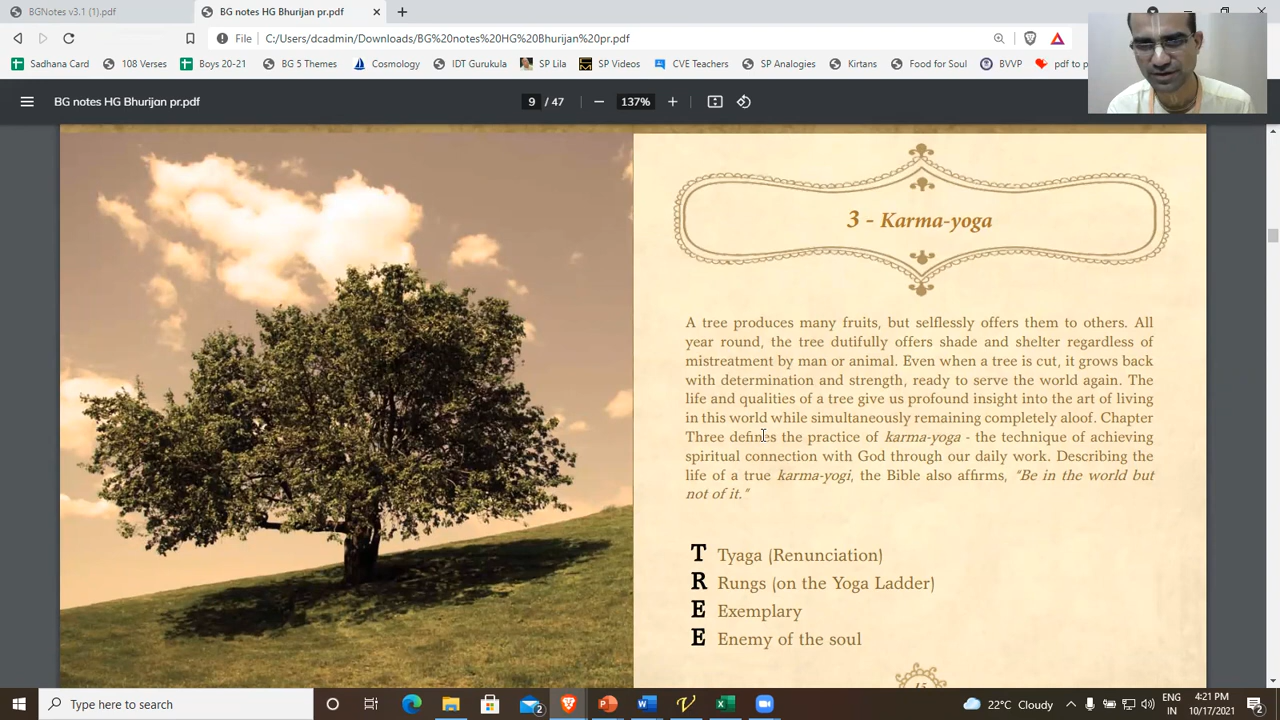 BGNotes v3.1 (1).pdf
BG notes HG Bhurijan pr.pdf
File C:/Users/dcadmin/Downloads/BG%20notes%20HG%20Bhurijan%20pr.pdf
Sadhana Card 108 Verses Boys 20-21 BG 5 Themes Cosmology IDT Gurukula SP Lila SP Videos CVE Teachers SP Analogies Kirtans Food for Soul BVVP pdf to p
BG notes HG Bhurijan pr.pdf 9 / 47 137%
3 - Karma-yoga
A tree produces many fruits, but selflessly offers them to others. All
year round, the tree dutifully offers shade and shelter regardless of
mistreatment by man or animal. Even when a tree is cut, it grows back
with determination and strength, ready to serve the world again. The
life and qualities of a tree give us profound insight into the art of living
in this world while simultaneously remaining completely aloof. Chapter
Three defines the practice of karma-yoga - the technique of achieving
spiritual connection with God through our daily work. Describing the
life of a true karma-yogi, the Bible also affirms, "Be in the world but
not of it."
T Tyaga (Renunciation)
R Rungs (on the Yoga Ladder)
E Exemplary
E Enemy of the soul
Type here to search
2
22°C Cloudy
ENG
IN
4:21 PM
10/17/2021
2